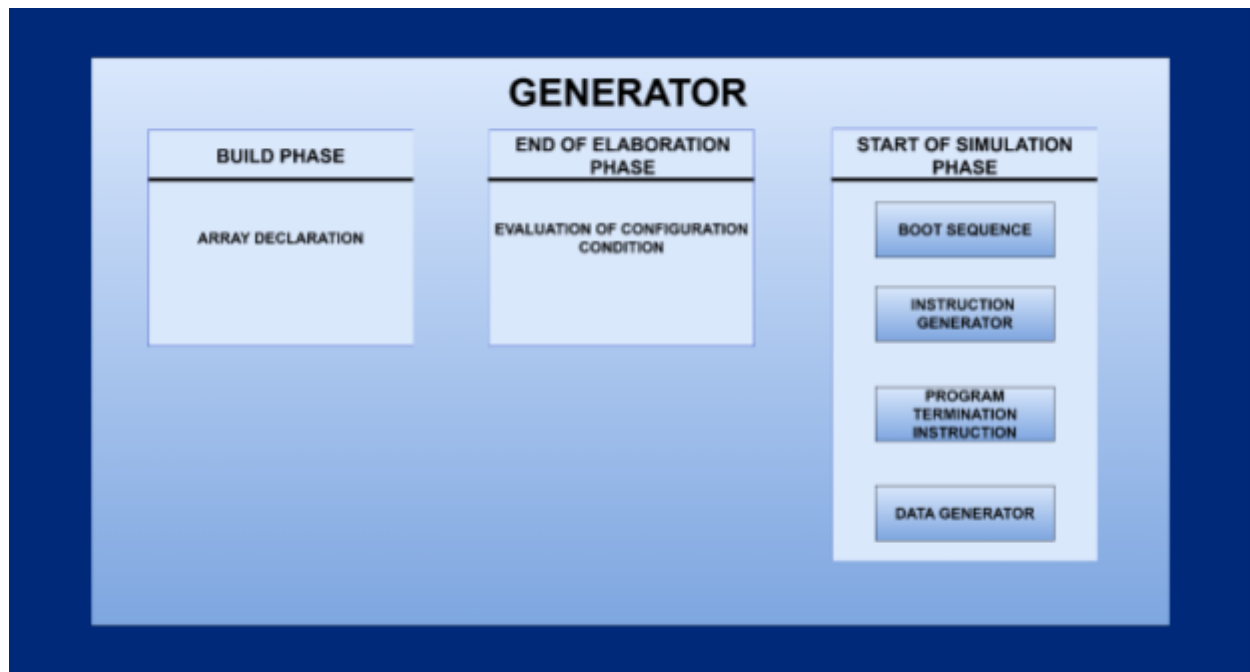 GENERATOR
BUILD PHASE
ARRAY DECLARATION
END OF ELABORATION
PHASE
EVALUATION OF CONFIGURATION
CONDITION
START OF SIMULATION
PHASE
BOOT SEQUENCE
INSTRUCTION
GENERATOR
PROGRAM
TERMINATION
INSTRUCTION
DATA GENERATOR